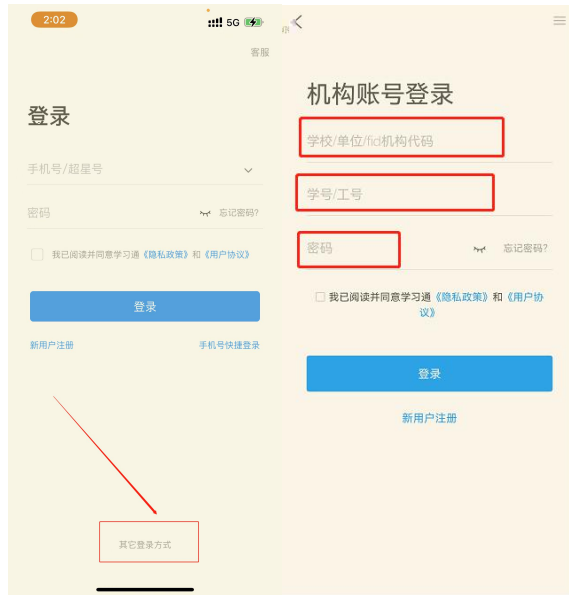 2:02
5G
客服
登录
手机号/超星号
密码
忘记密码?
我已阅读并同意学习通《隐私政策》和《用户协议》
登录
新用户注册
手机号快捷登录
其它登录方式
机构账号登录
学校/单位/fid机构代码
学号/工号
密码
忘记密码?
我已阅读并同意学习通《隐私政策》和《用户协
议》
登录
新用户注册